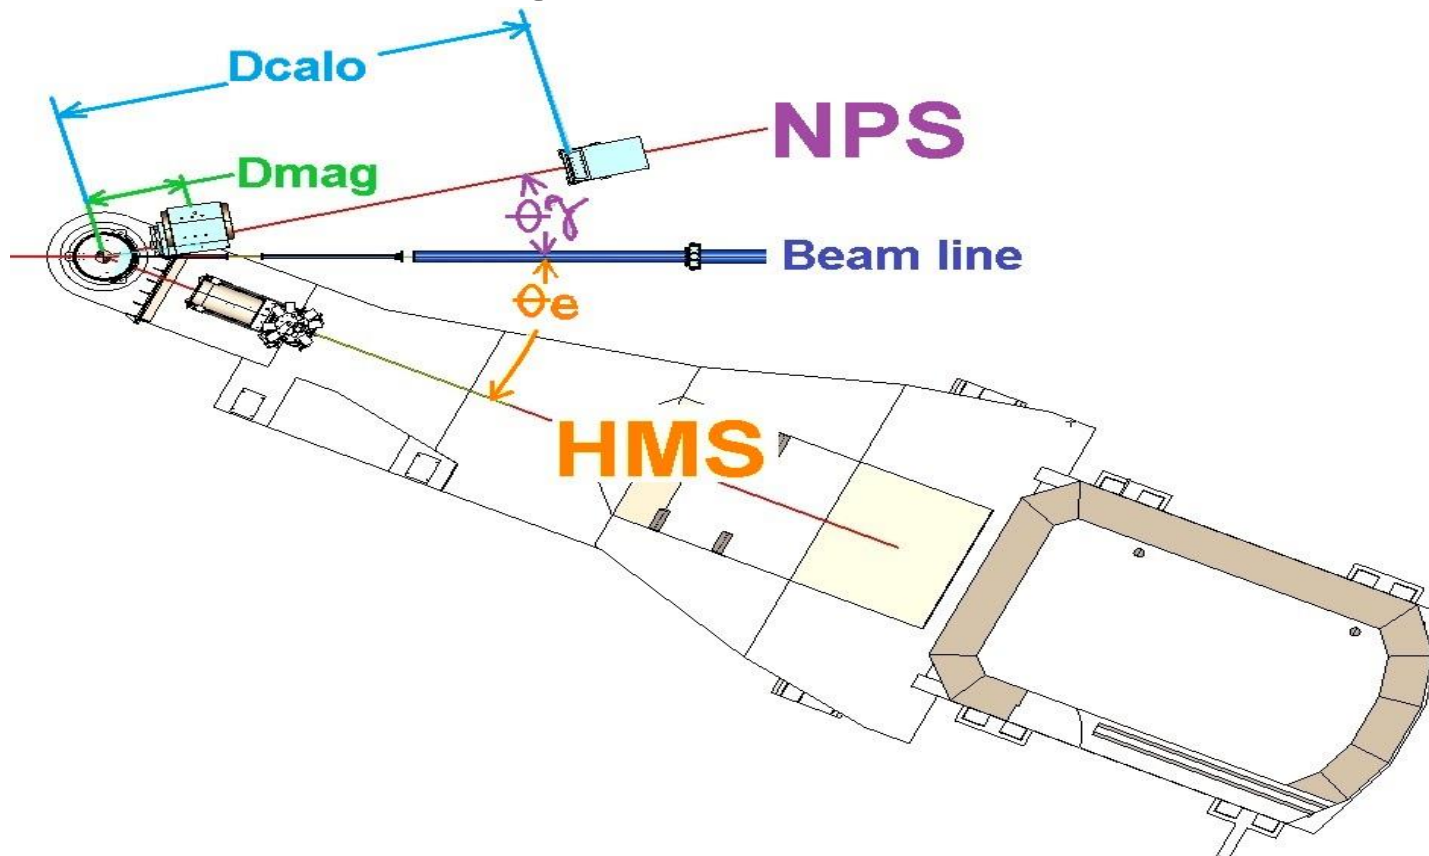 Dcalo
NPS
Dmag
θγ
Beam line
θe
HMS